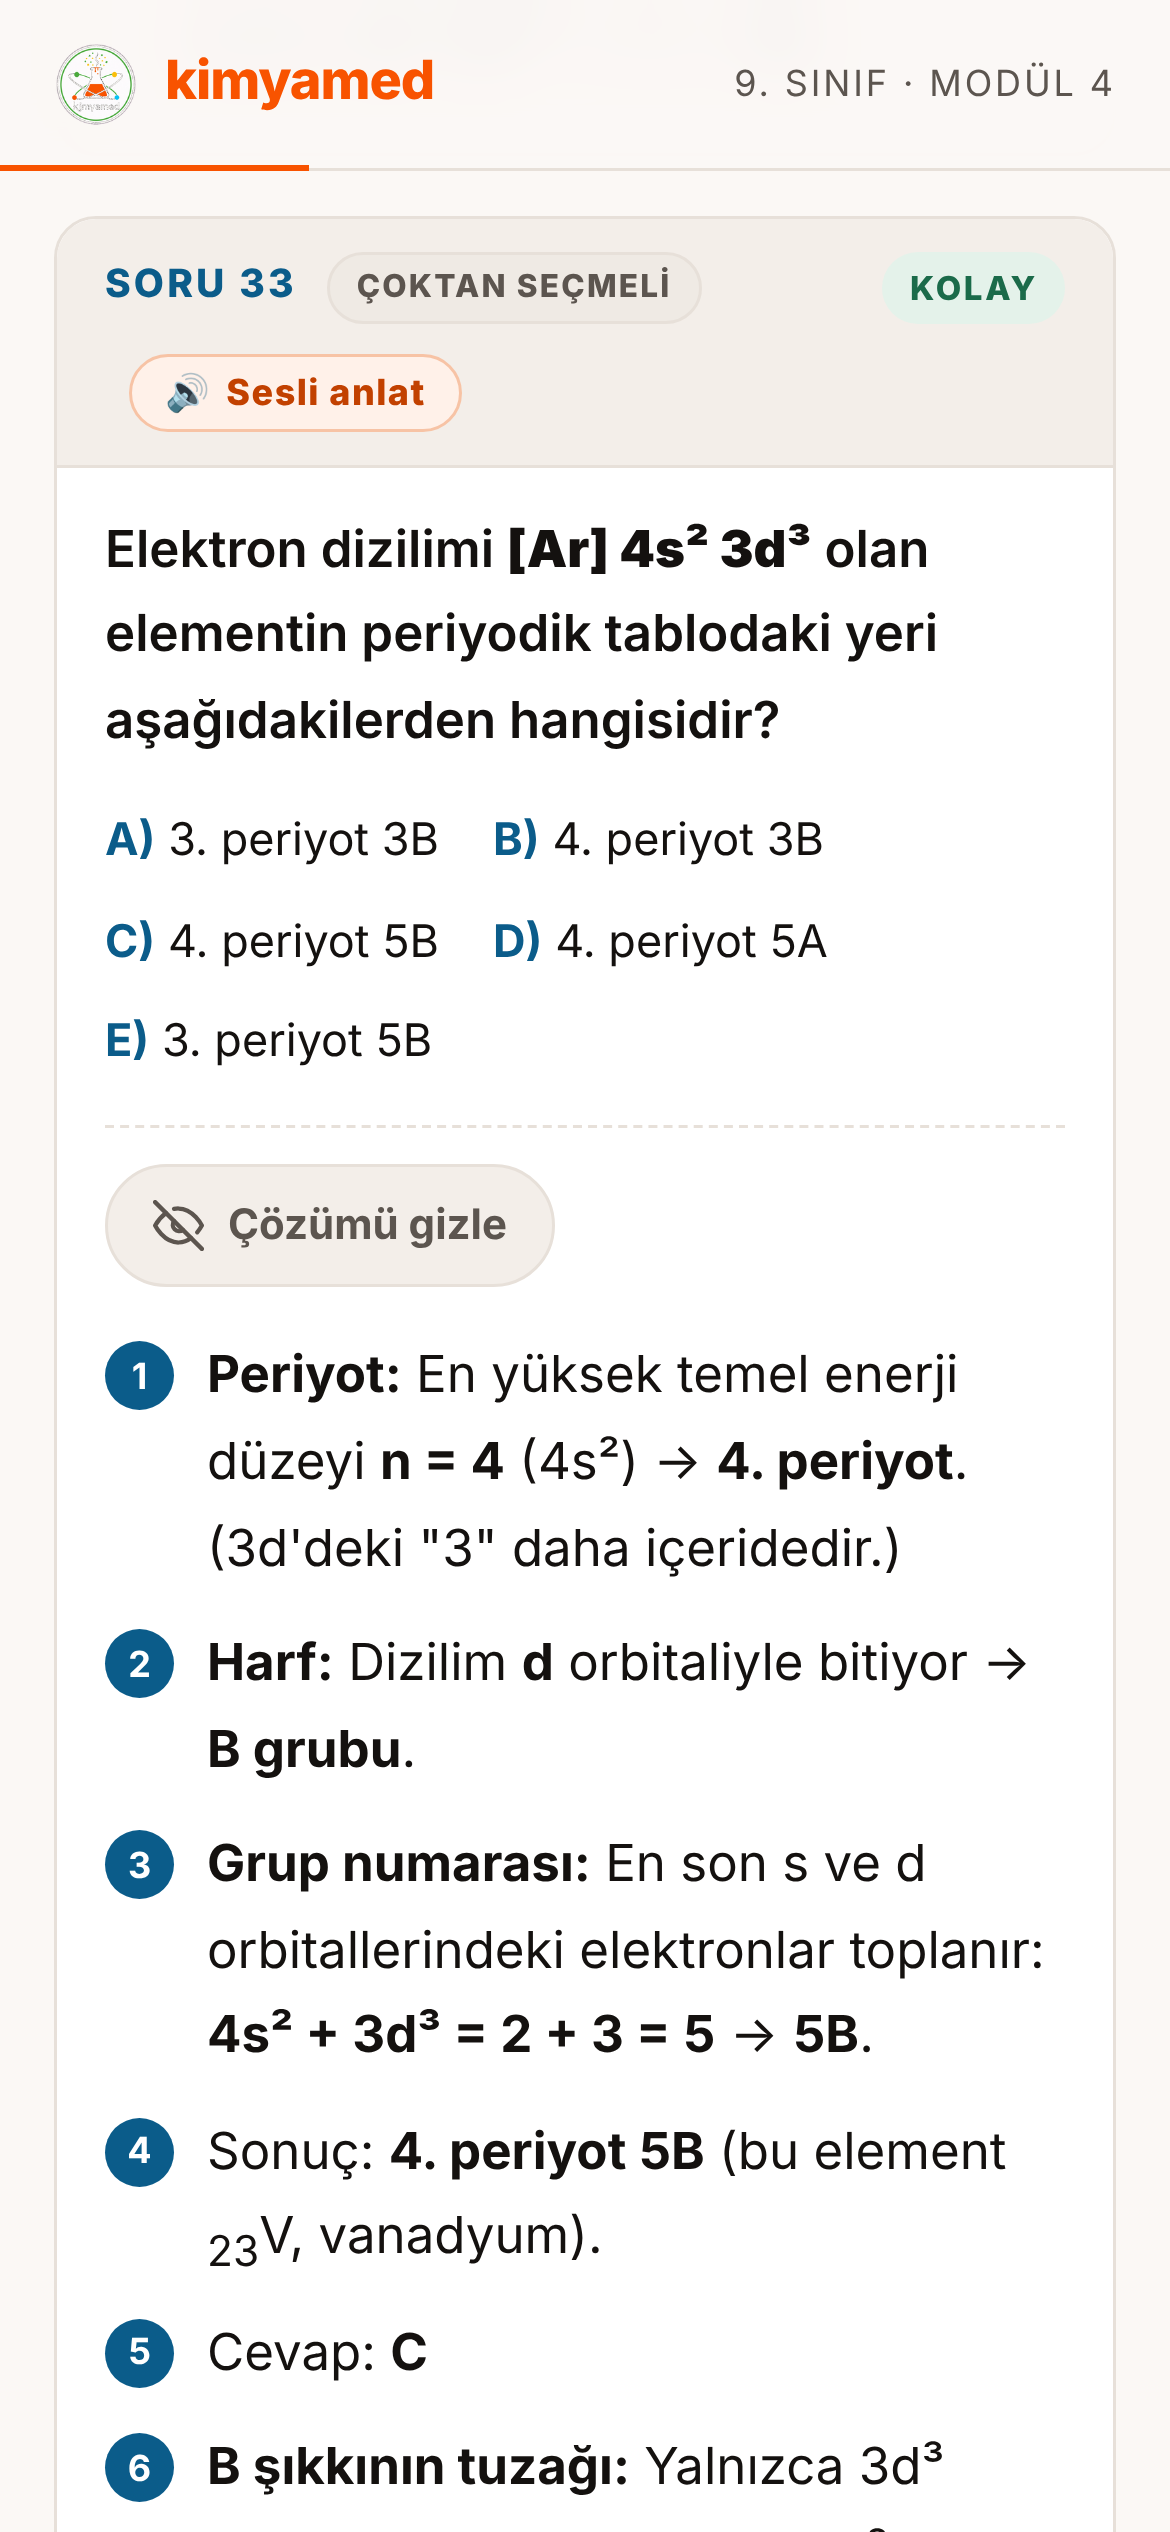 kimyamed
9. SINIF · MODÜL 4
SORU 33
ÇOKTAN SEÇMELİ
KOLAY
🔊 Sesli anlat
Elektron dizilimi [Ar] 4s² 3d³ olan
elementin periyodik tablodaki yeri
aşağıdakilerden hangisidir?
A) 3. periyot 3B B) 4. periyot 3B
C) 4. periyot 5B D) 4. periyot 5A
E) 3. periyot 5B
Çözümü gizle
1 Periyot: En yüksek temel enerji
düzeyi n = 4 (4s²) → 4. periyot.
(3d'deki "3" daha içeridedir.)
2 Harf: Dizilim d orbitaliyle bitiyor →
B grubu.
3 Grup numarası: En son s ve d
orbitallerindeki elektronlar toplanır:
4s² + 3d³ = 2 + 3 = 5 → 5B.
4 Sonuç: 4. periyot 5B (bu element
₂₃V, vanadyum).
5 Cevap: C
6 B şıkkının tuzağı: Yalnızca 3d³